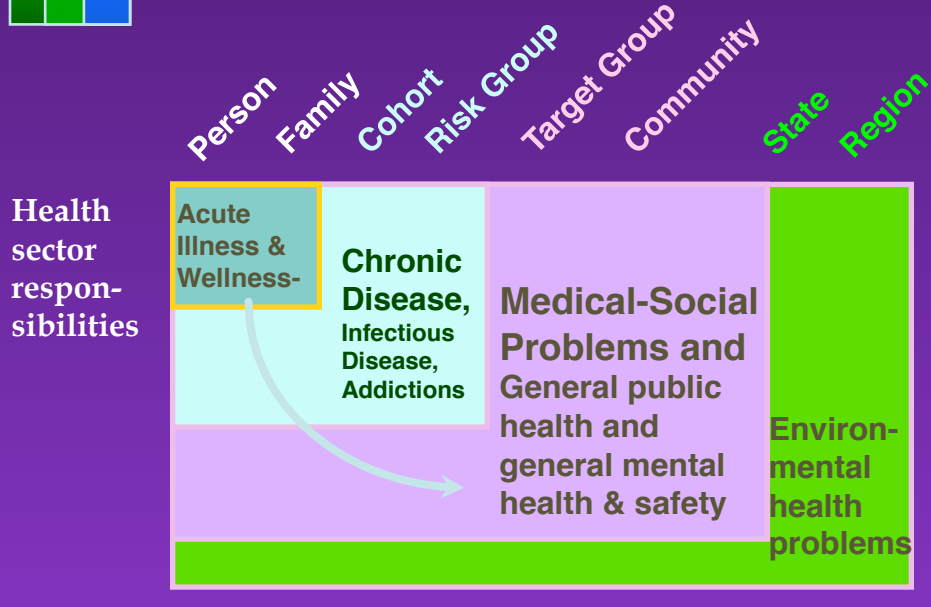 Person
Family
Cohort
Risk Group
Target Group
Community
State
Region
Health
sector
respon-
sibilities
Acute
Illness &
Wellness-
Chronic
Disease,
Infectious
Disease,
Addictions
Medical-Social
Problems and
General public
health and
general mental
health & safety
Environ-
mental
health
problems